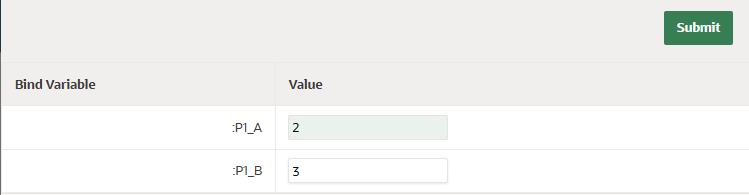 Submit
Bind Variable Value
:P1_A 2
:P1_B 3